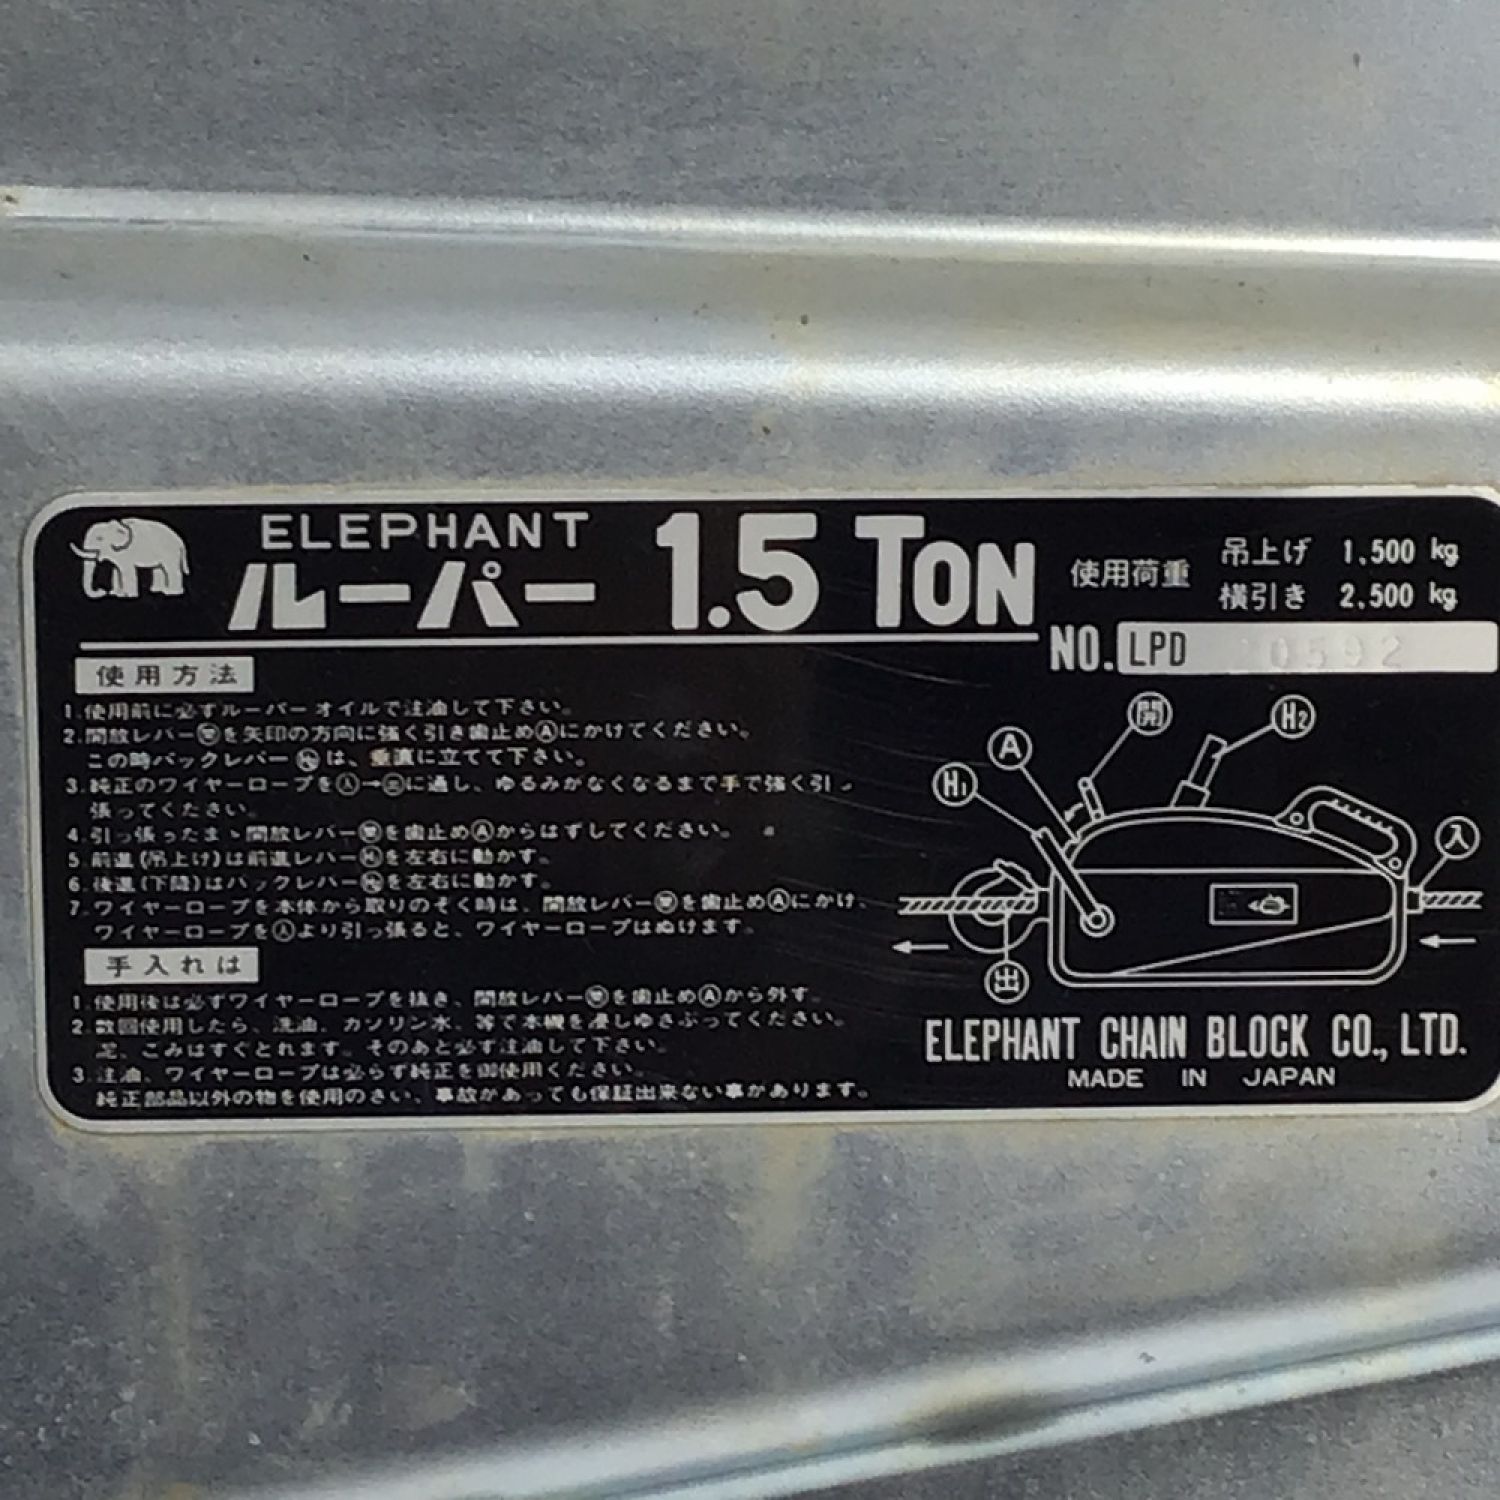 ELEPHANT
ルーパー 1.5 TON
使用荷重 吊上げ 1,500 kg
横引き 2,500 kg
NO. LPD 20592
使用方法
1.使用前に必ずルーパーオイルで注油して下さい。
2.開放レバー開を矢印の方向に強く引き歯止めAにかけてください。
この時バックレバーH₂は、垂直に立てて下さい。
3.純正のワイヤーロープを入→出に通し、ゆるみがなくなるまで手で強く引っ
張ってください。
4.引っ張ったまゝ開放レバー開を歯止めAからはずしてください。
5.前進(吊上げ)は前進レバーH₁を左右に動かす。
6.後進(下降)はバックレバーH₂を左右に動かす。
7.ワイヤーロープを本体から取りのぞく時は、開放レバー開を歯止めAにかけ、
ワイヤーロープを入より引っ張ると、ワイヤーロープはぬけます。
手入れは
1.使用後は必ずワイヤーロープを抜き、開放レバー開を歯止めAから外す。
2.数回使用したら、洗油、ガソリン水、等で本機を浸しゆさぶってください。
泥、ごみはすぐとれます。そのあと必ず注油して下さい。
3.注油、ワイヤーロープは必らず純正を御使用ください。
純正部品以外の物を使用のさい、事故があっても保証出来ない事があります。
開
H₂
A
H₁
入
出
ELEPHANT CHAIN BLOCK CO., LTD.
MADE IN JAPAN